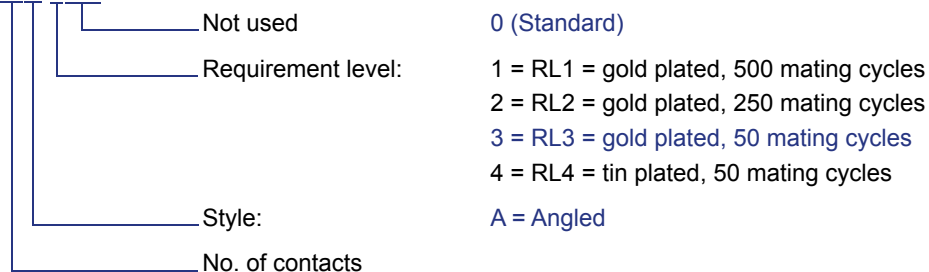 Not used 0 (Standard)
Requirement level: 1 = RL1 = gold plated, 500 mating cycles
2 = RL2 = gold plated, 250 mating cycles
3 = RL3 = gold plated, 50 mating cycles
4 = RL4 = tin plated, 50 mating cycles
Style: A = Angled
No. of contacts